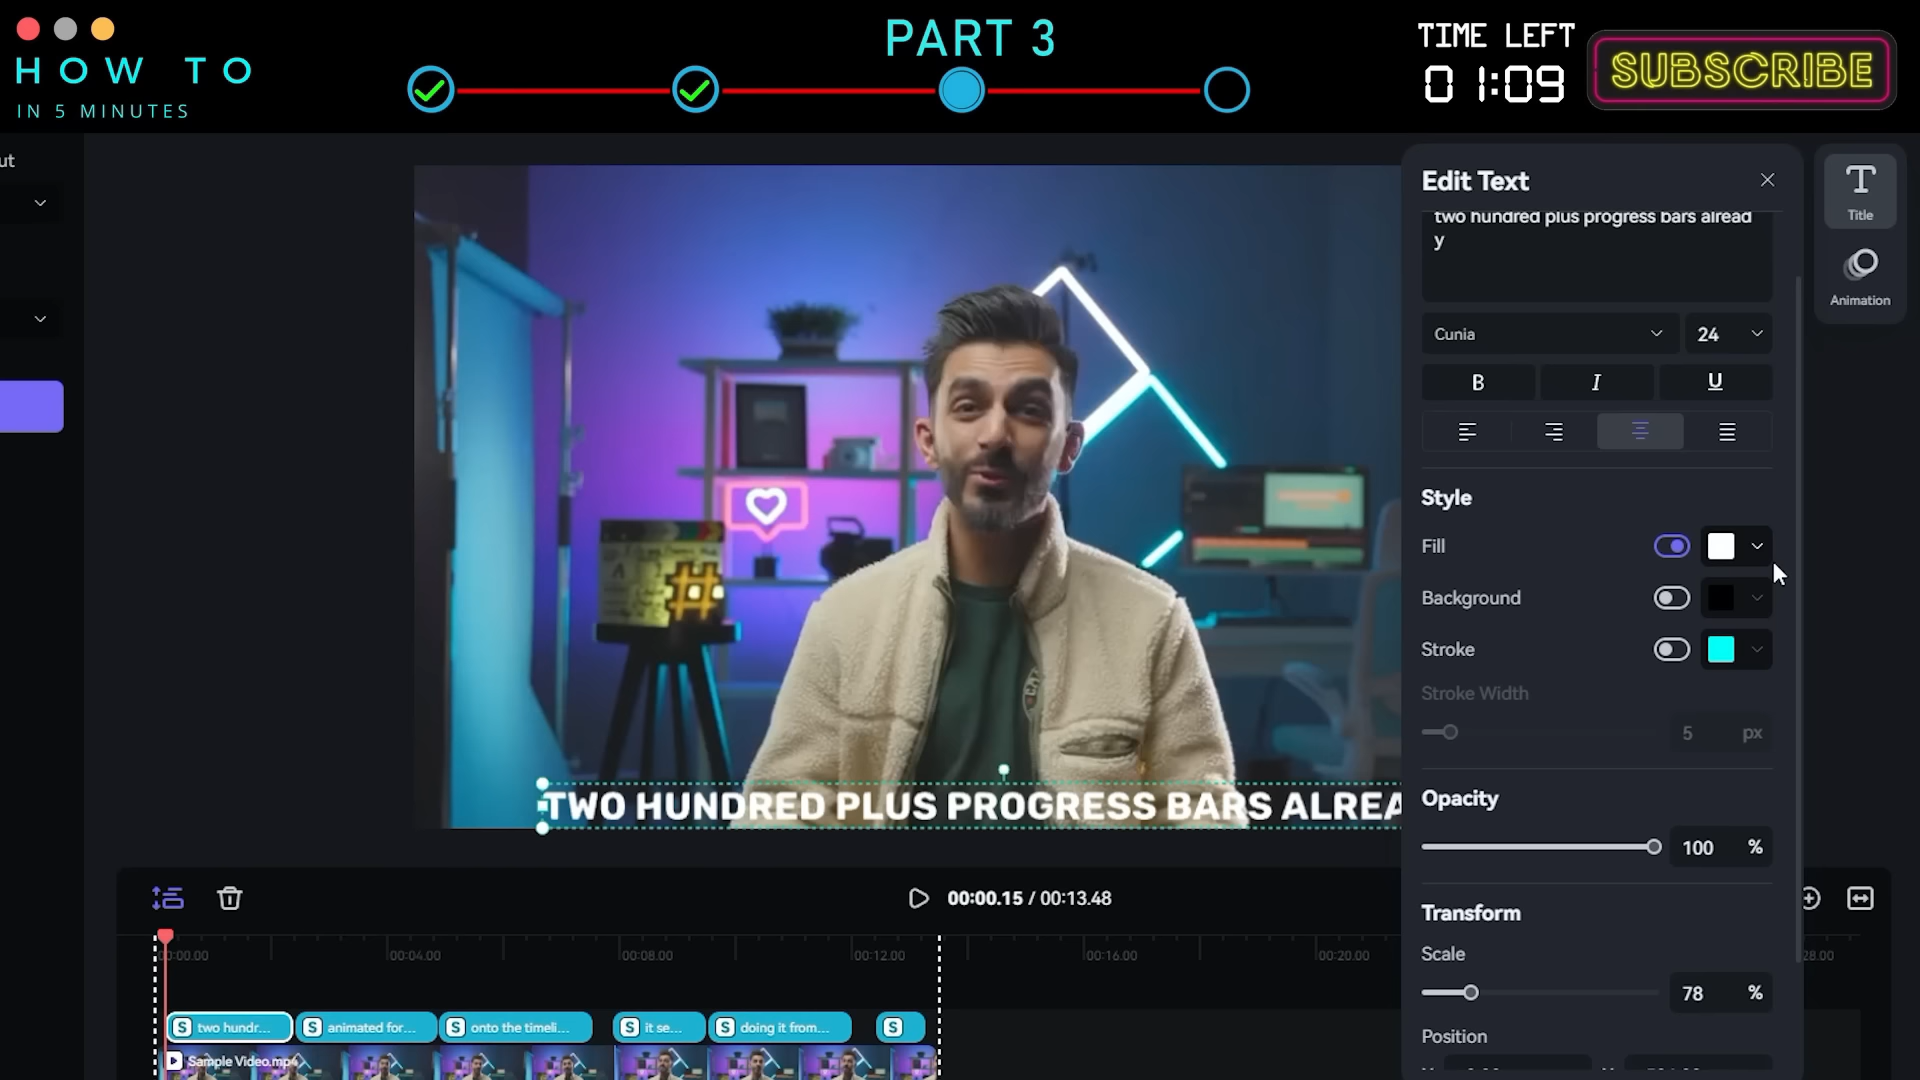 HOW TO
IN 5 MINUTES
PART 3
TIME LEFT
01:09
SUBSCRIBE
ut
Edit Text
two hundred plus progress bars alread
y
Cunia
24
B
I
U
Style
Fill
Background
Stroke
Stroke Width
5 px
Opacity
100 %
Transform
Scale
78 %
Position
Title
Animation
TWO HUNDRED PLUS PROGRESS BARS ALREA
00:00.15 / 00:13.48
00:00.00
00:04.00
00:08.00
00:12.00
00:16.00
00:20.00
28.00
S two hundr...
S animated for...
S onto the timeli...
S it se...
S doing it from...
S
Sample Video.mp4